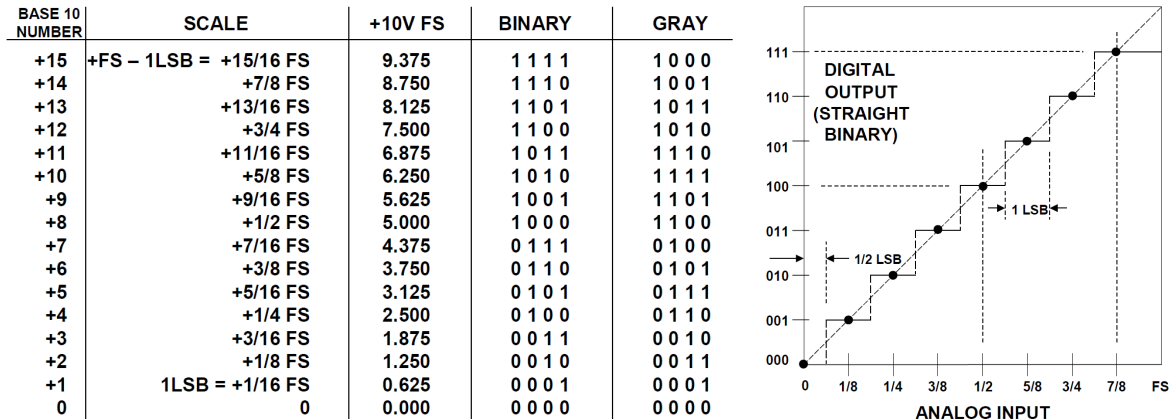 BASE 10 NUMBER SCALE +10V FS BINARY GRAY
+15 +FS – 1LSB = +15/16 FS 9.375 1 1 1 1 1 0 0 0
+14 +7/8 FS 8.750 1 1 1 0 1 0 0 1
+13 +13/16 FS 8.125 1 1 0 1 1 0 1 1
+12 +3/4 FS 7.500 1 1 0 0 1 0 1 0
+11 +11/16 FS 6.875 1 0 1 1 1 1 1 0
+10 +5/8 FS 6.250 1 0 1 0 1 1 1 1
+9 +9/16 FS 5.625 1 0 0 1 1 1 0 1
+8 +1/2 FS 5.000 1 0 0 0 1 1 0 0
+7 +7/16 FS 4.375 0 1 1 1 0 1 0 0
+6 +3/8 FS 3.750 0 1 1 0 0 1 0 1
+5 +5/16 FS 3.125 0 1 0 1 0 1 1 1
+4 +1/4 FS 2.500 0 1 0 0 0 1 1 0
+3 +3/16 FS 1.875 0 0 1 1 0 0 1 0
+2 +1/8 FS 1.250 0 0 1 0 0 0 1 1
+1 1LSB = +1/16 FS 0.625 0 0 0 1 0 0 0 1
0 0 0.000 0 0 0 0 0 0 0 0
DIGITAL
OUTPUT
(STRAIGHT
BINARY)
111
110
101
100
011
010
001
000
1 LSB
1/2 LSB
0 1/8 1/4 3/8 1/2 5/8 3/4 7/8 FS
ANALOG INPUT